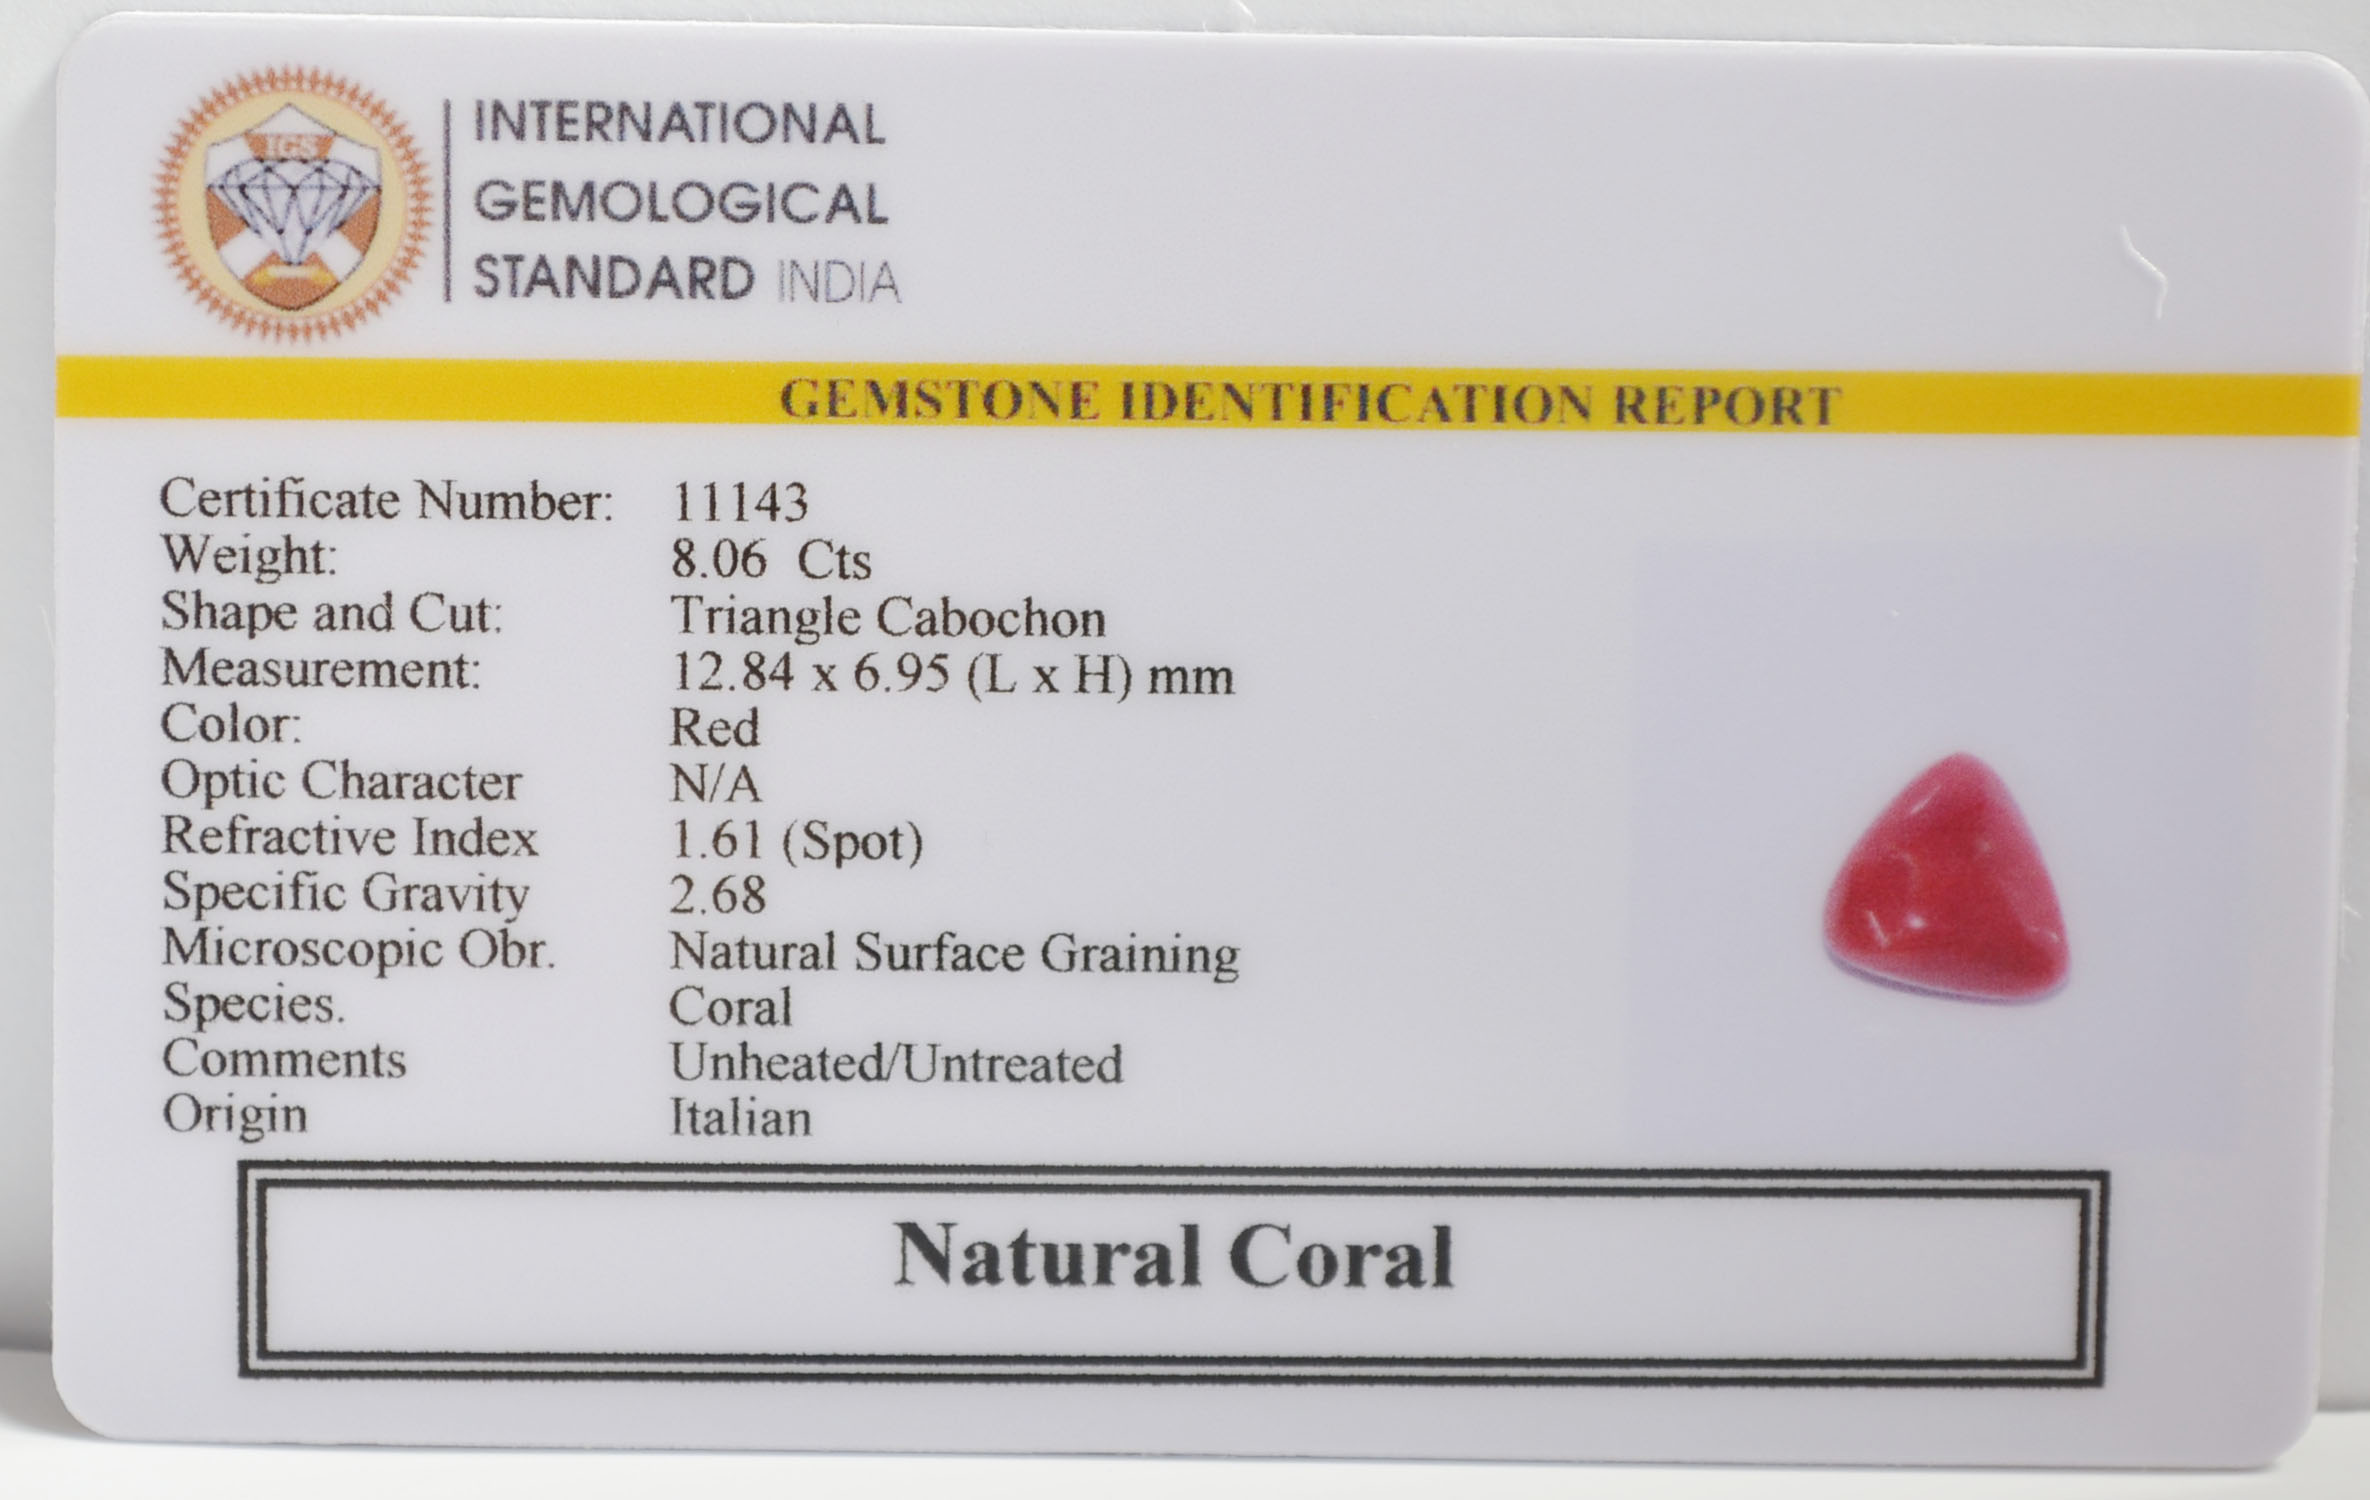 IGS
INTERNATIONAL
GEMOLOGICAL
STANDARD INDIA
GEMSTONE IDENTIFICATION REPORT
Certificate Number: 11143
Weight: 8.06 Cts
Shape and Cut: Triangle Cabochon
Measurement: 12.84 x 6.95 (L x H) mm
Color: Red
Optic Character N/A
Refractive Index 1.61 (Spot)
Specific Gravity 2.68
Microscopic Obr. Natural Surface Graining
Species. Coral
Comments Unheated/Untreated
Origin Italian
Natural Coral